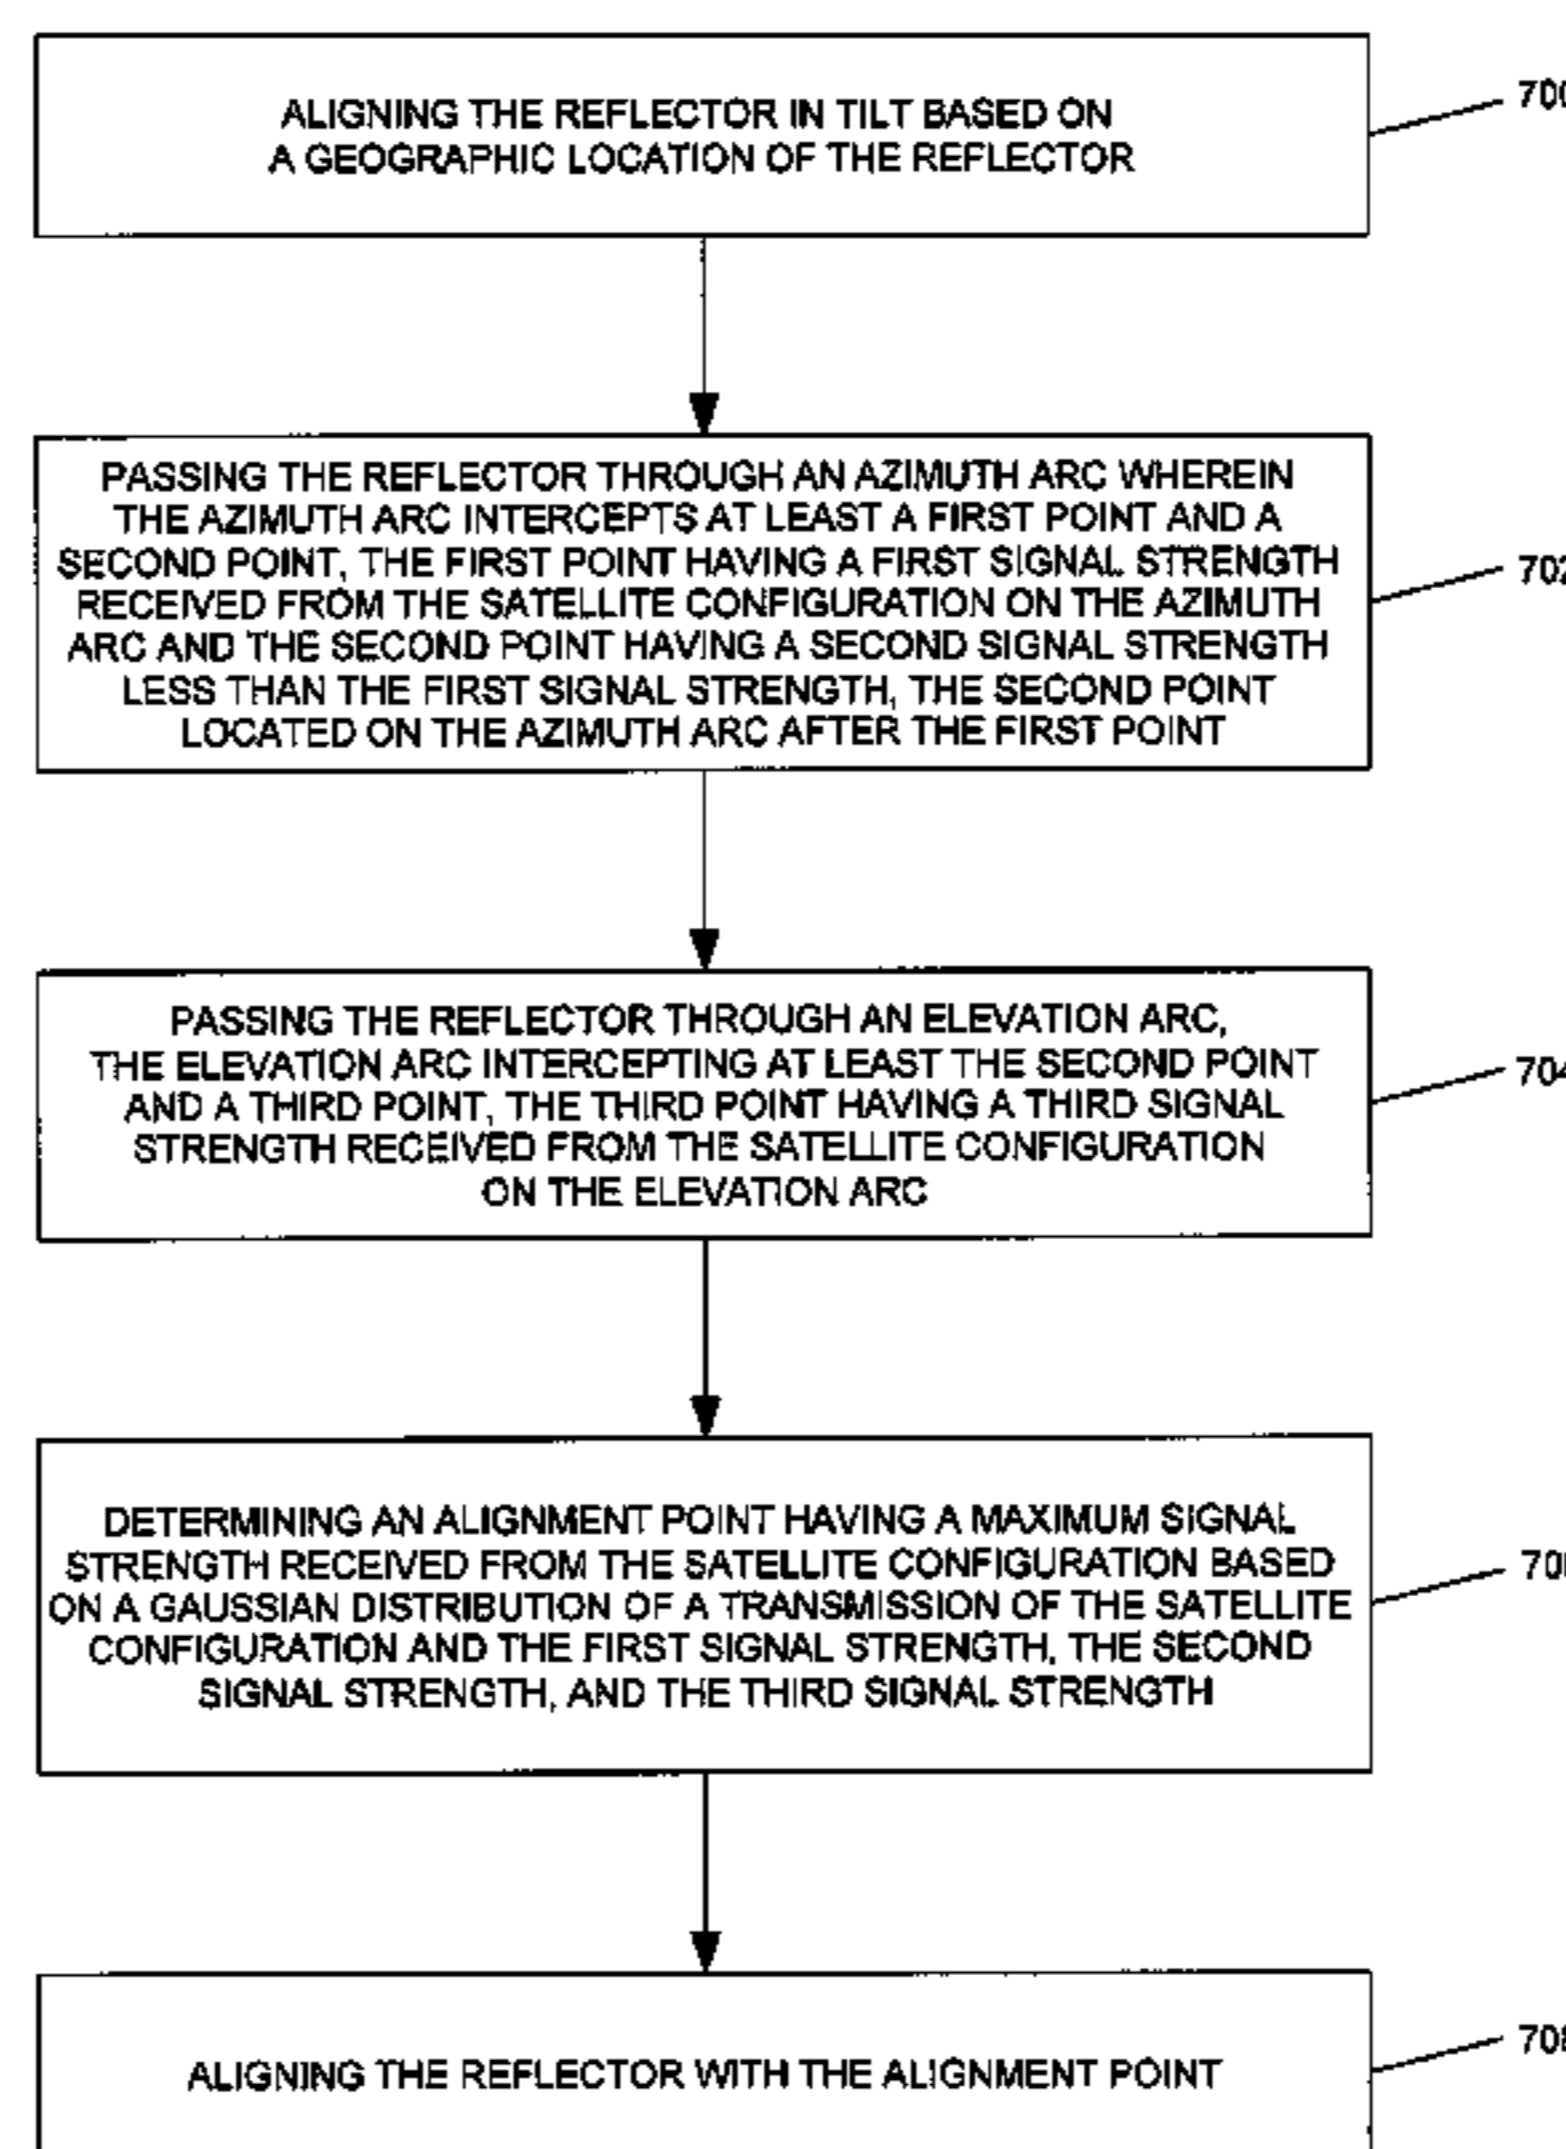 ALIGNING THE REFLECTOR IN TILT BASED ON
A GEOGRAPHIC LOCATION OF THE REFLECTOR
700
PASSING THE REFLECTOR THROUGH AN AZIMUTH ARC WHEREIN
THE AZIMUTH ARC INTERCEPTS AT LEAST A FIRST POINT AND A
SECOND POINT, THE FIRST POINT HAVING A FIRST SIGNAL STRENGTH
RECEIVED FROM THE SATELLITE CONFIGURATION ON THE AZIMUTH
ARC AND THE SECOND POINT HAVING A SECOND SIGNAL STRENGTH
LESS THAN THE FIRST SIGNAL STRENGTH, THE SECOND POINT
LOCATED ON THE AZIMUTH ARC AFTER THE FIRST POINT
702
PASSING THE REFLECTOR THROUGH AN ELEVATION ARC,
THE ELEVATION ARC INTERCEPTING AT LEAST THE SECOND POINT
AND A THIRD POINT, THE THIRD POINT HAVING A THIRD SIGNAL
STRENGTH RECEIVED FROM THE SATELLITE CONFIGURATION
ON THE ELEVATION ARC
704
DETERMINING AN ALIGNMENT POINT HAVING A MAXIMUM SIGNAL
STRENGTH RECEIVED FROM THE SATELLITE CONFIGURATION BASED
ON A GAUSSIAN DISTRIBUTION OF A TRANSMISSION OF THE SATELLITE
CONFIGURATION AND THE FIRST SIGNAL STRENGTH, THE SECOND
SIGNAL STRENGTH, AND THE THIRD SIGNAL STRENGTH
ALIGNING THE REFLECTOR WITH THE ALIGNMENT POINT
708